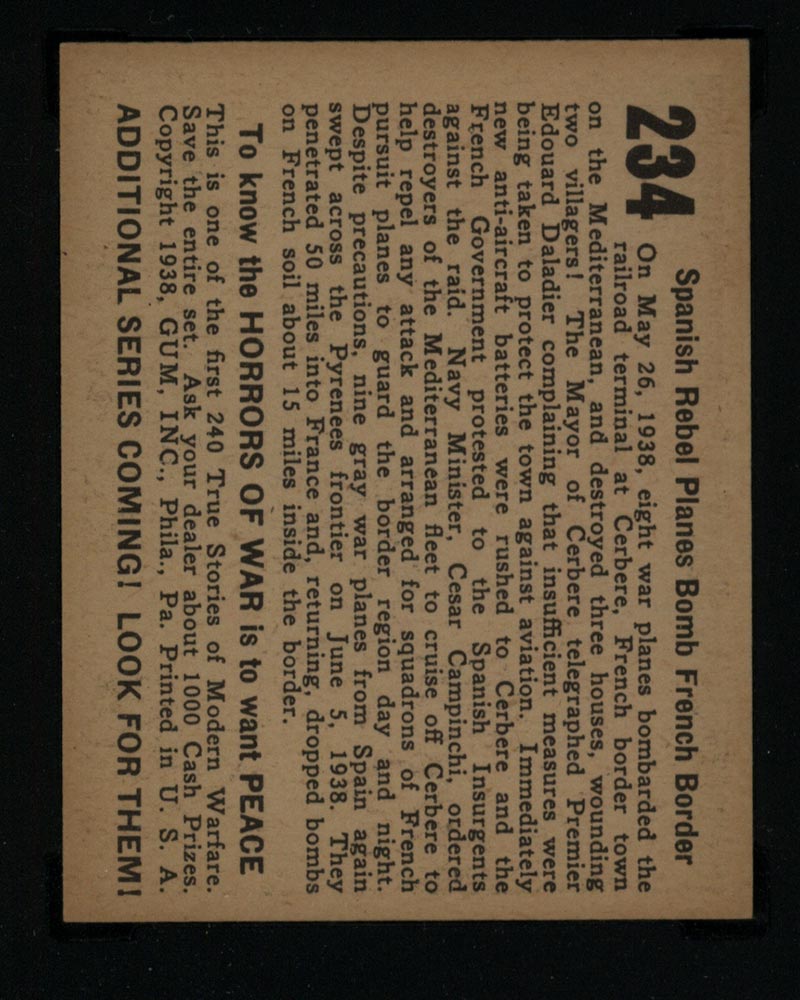 234
Spanish Rebel Planes Bomb French Border
On May 26, 1938, eight war planes bombarded the
railroad terminal at Cerbere, French border town
on the Mediterranean, and destroyed three houses, wounding
two villagers! The Mayor of Cerbere telegraphed Premier
Edouard Daladier complaining that insufficient measures were
being taken to protect the town against aviation. Immediately
new anti-aircraft batteries were rushed to Cerbere and the
French Government protested to the Spanish Insurgents
against the raid. Navy Minister, Cesar Campinchi, ordered
destroyers of the Mediterranean fleet to cruise off Cerbere to
help repel any attack and arranged for squadrons of French
pursuit planes to guard the border region day and night.
Despite precautions, nine gray war planes from Spain again
swept across the Pyrenees frontier on June 5, 1938. They
penetrated 50 miles into France and, returning, dropped bombs
on French soil about 15 miles inside the border.
To know the HORRORS OF WAR is to want PEACE
This is one of the first 240 True Stories of Modern Warfare.
Save the entire set. Ask your dealer about 1000 Cash Prizes.
Copyright 1938, GUM, INC., Phila., Pa. Printed in U. S. A.
ADDITIONAL SERIES COMING! LOOK FOR THEM!